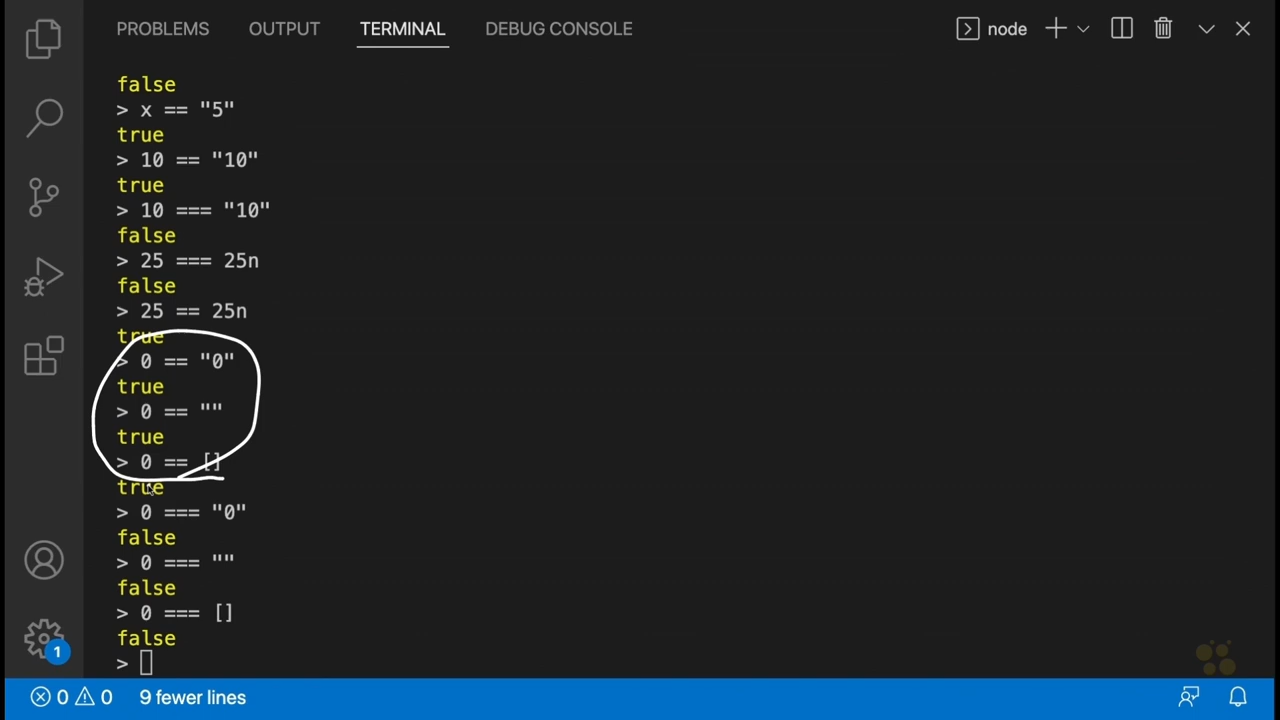 PROBLEMS OUTPUT TERMINAL DEBUG CONSOLE node
false
> x == "5"
true
> 10 == "10"
true
> 10 === "10"
false
> 25 === 25n
false
> 25 == 25n
true
> 0 == "0"
true
> 0 == ""
true
> 0 == []
true
> 0 === "0"
false
> 0 === ""
false
> 0 === []
false
>
1
0 0 9 fewer lines